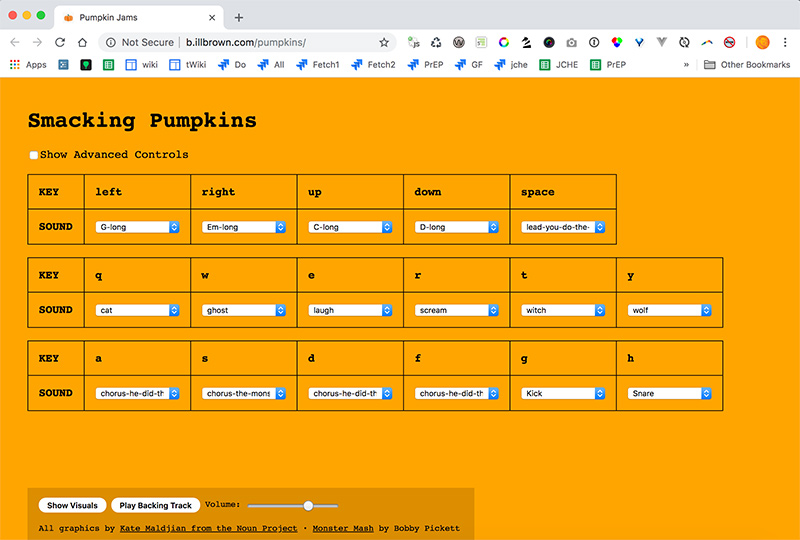 Pumpkin Jams
Not Secure | b.illbrown.com/pumpkins/
Apps wiki tWiki Do All Fetch1 Fetch2 PrEP GF jche JCHE PrEP » Other Bookmarks
Smacking Pumpkins
Show Advanced Controls
KEY left right up down space
SOUND G-long Em-long C-long D-long lead-you-do-the-
KEY q w e r t y
SOUND cat ghost laugh scream witch wolf
KEY a s d f g h
SOUND chorus-he-did-th chorus-the-mons chorus-he-did-th chorus-he-did-th Kick Snare
Show Visuals Play Backing Track Volume:
All graphics by Kate Maldjian from the Noun Project · Monster Mash by Bobby Pickett